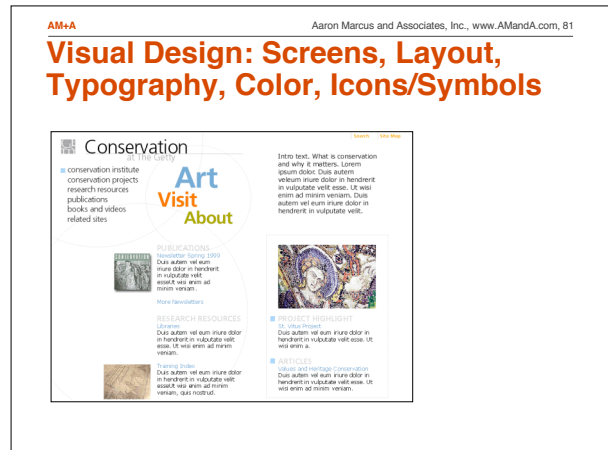 AM+A
Aaron Marcus and Associates, Inc., www.AMandA.com, 81
Visual Design: Screens, Layout,
Typography, Color, Icons/Symbols
Search | Site Map
Conservation
at The Getty
conservation institute
conservation projects
research resources
publications
books and videos
related sites
Art
Visit
About
Intro text. What is conservation
and why it matters. Lorem
ipsum dolor. Duis autem
veleum iriure dolor in hendrerit
in vulputate velit esse. Ut wisi
enim ad minim veniam. Duis
autem vel eum iriure dolor in
hendrerit in vulputate velit.
PUBLICATIONS
Newsletter Spring 1999
Duis autem vel eum
iriure dolor in hendrerit
in vulputate velit
esseUt wisi enim ad
minim veniam.
More Newsletters
CONSERVATION
RESEARCH RESOURCES
Libraries
Duis autem vel eum iriure dolor
in hendrerit in vulputate velit
esse. Ut wisi enim ad minim
veniam.
Training Index
Duis autem vel eum iriure dolor
in hendrerit in vulputate velit
esseUt wisi enim ad minim
veniam, quis nostrud.
PROJECT HIGHLIGHT
St. Vitus Project
Duis autem vel eum iriure dolor in
hendrerit in vulputate velit esse. Ut
wisi enim a.
ARTICLES
Values and Heritage Conservation
Duis autem vel eum iriure dolor in
hendrerit in vulputate velit esse. Ut
wisi enim ad minim veniam.